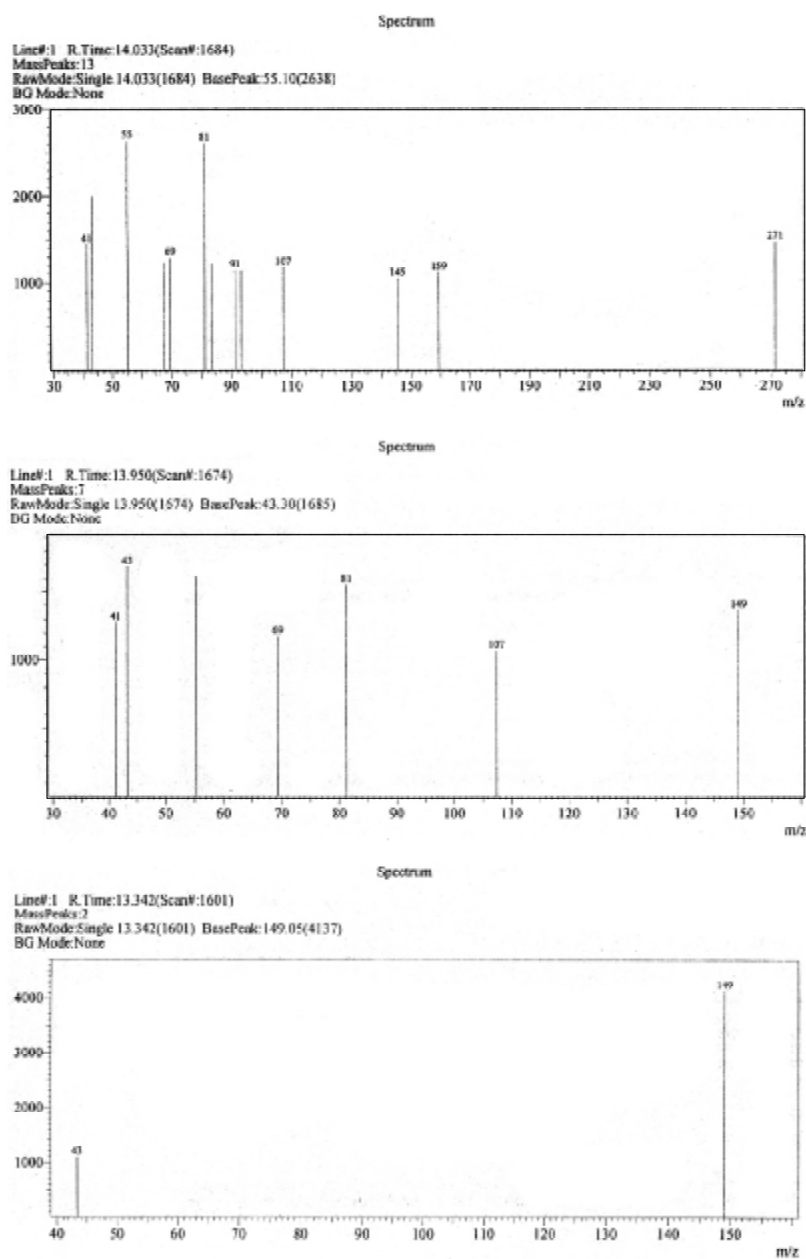 Spectrum
Line#:1 R.Time:14.033(Scan#:1684)
MassPeaks:13
RawMode:Single 14.033(1684) BasePeak:55.10(2638)
BG Mode:None
3000
2000
1000
41
55
69
81
91
107
145
159
271
30 50 70 90 110 130 150 170 190 210 230 250 270
m/z
Spectrum
Line#:1 R.Time:13.950(Scan#:1674)
MassPeaks:7
RawMode:Single 13.950(1674) BasePeak:43.30(1685)
BG Mode:None
1000
41
43
69
81
107
149
30 40 50 60 70 80 90 100 110 120 130 140 150
m/z
Spectrum
Line#:1 R.Time:13.342(Scan#:1601)
MassPeaks:2
RawMode:Single 13.342(1601) BasePeak:149.05(4137)
BG Mode:None
4000
3000
2000
1000
43
149
40 50 60 70 80 90 100 110 120 130 140 150
m/z